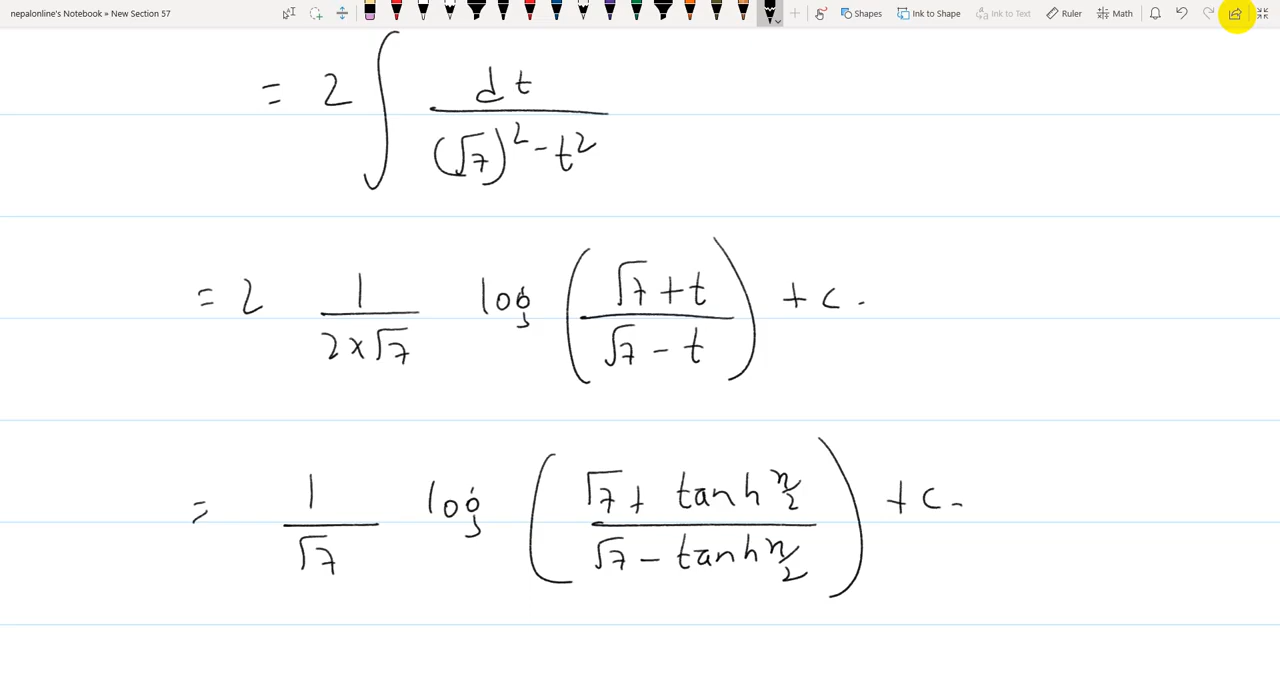 nepalonline's Notebook » New Section 57 Shapes Ink to Shape Ink to Text Ruler Math
= 2 ∫ dt / ((√7)² - t²)
= 2 1 / (2×√7) log ((√7 + t) / (√7 - t)) + c.
= 1 / √7 log ((√7 + tanh x/2) / (√7 - tanh x/2)) + c.